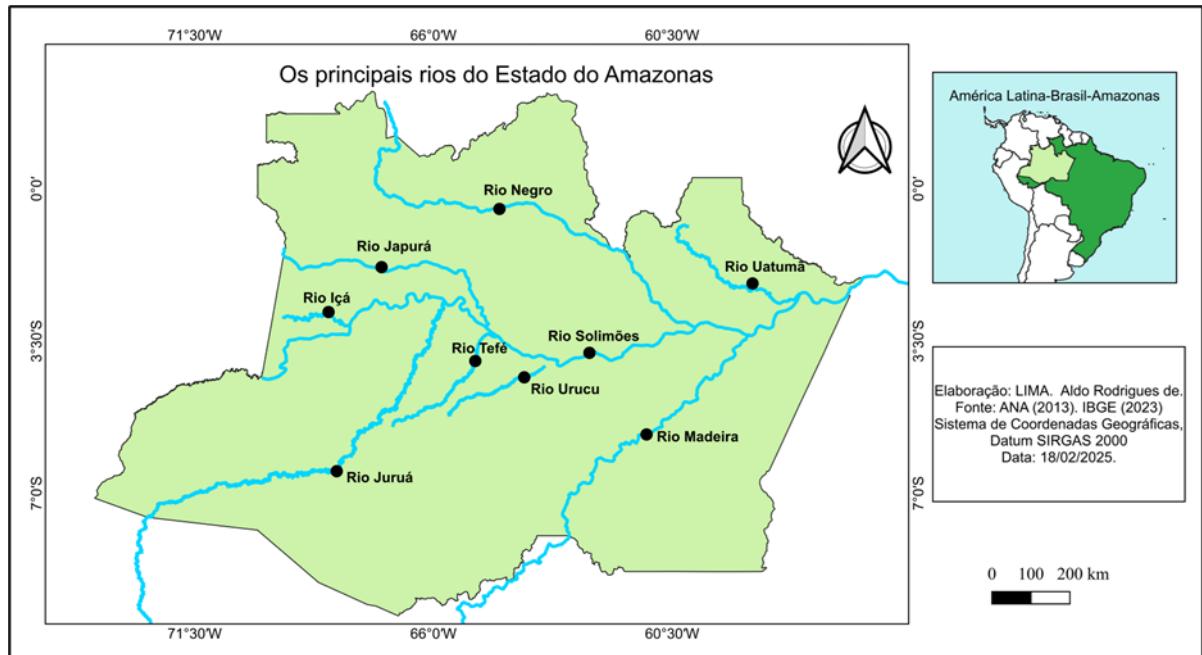 71°30'W 66°0'W 60°30'W
Os principais rios do Estado do Amazonas
América Latina-Brasil-Amazonas
0°0' 0°0'
Rio Negro
Rio Japurá
Rio Uatumã
Rio Içá
3°30'S 3°30'S
Rio Solimões
Rio Tefé
Rio Urucu
Elaboração: LIMA. Aldo Rodrigues de.
Fonte: ANA (2013). IBGE (2023)
Sistema de Coordenadas Geográficas,
Datum SIRGAS 2000
Data: 18/02/2025.
Rio Madeira
Rio Juruá
7°0'S 7°0'S
0 100 200 km
71°30'W 66°0'W 60°30'W